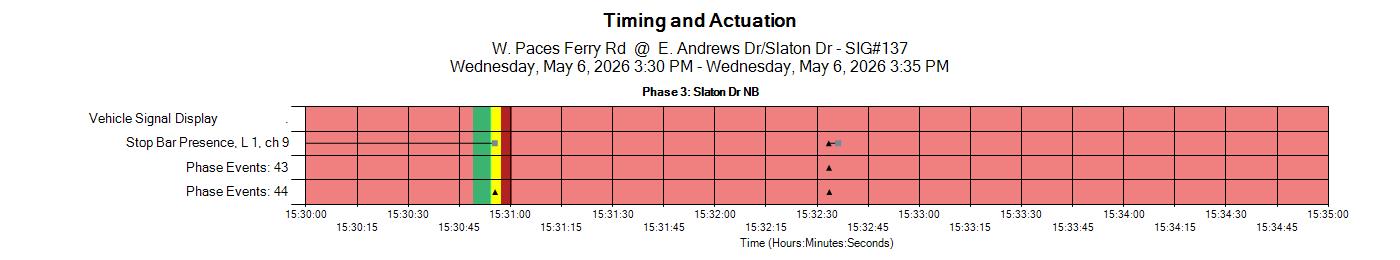 Timing and Actuation
W. Paces Ferry Rd @ E. Andrews Dr/Slaton Dr - SIG#137
Wednesday, May 6, 2026 3:30 PM - Wednesday, May 6, 2026 3:35 PM
Phase 3: Slaton Dr NB
Vehicle Signal Display .
Stop Bar Presence, L 1, ch 9
Phase Events: 43
Phase Events: 44
15:30:00 15:30:30 15:31:00 15:31:30 15:32:00 15:32:30 15:33:00 15:33:30 15:34:00 15:34:30 15:35:00
15:30:15 15:30:45 15:31:15 15:31:45 15:32:15 15:32:45 15:33:15 15:33:45 15:34:15 15:34:45
Time (Hours:Minutes:Seconds)